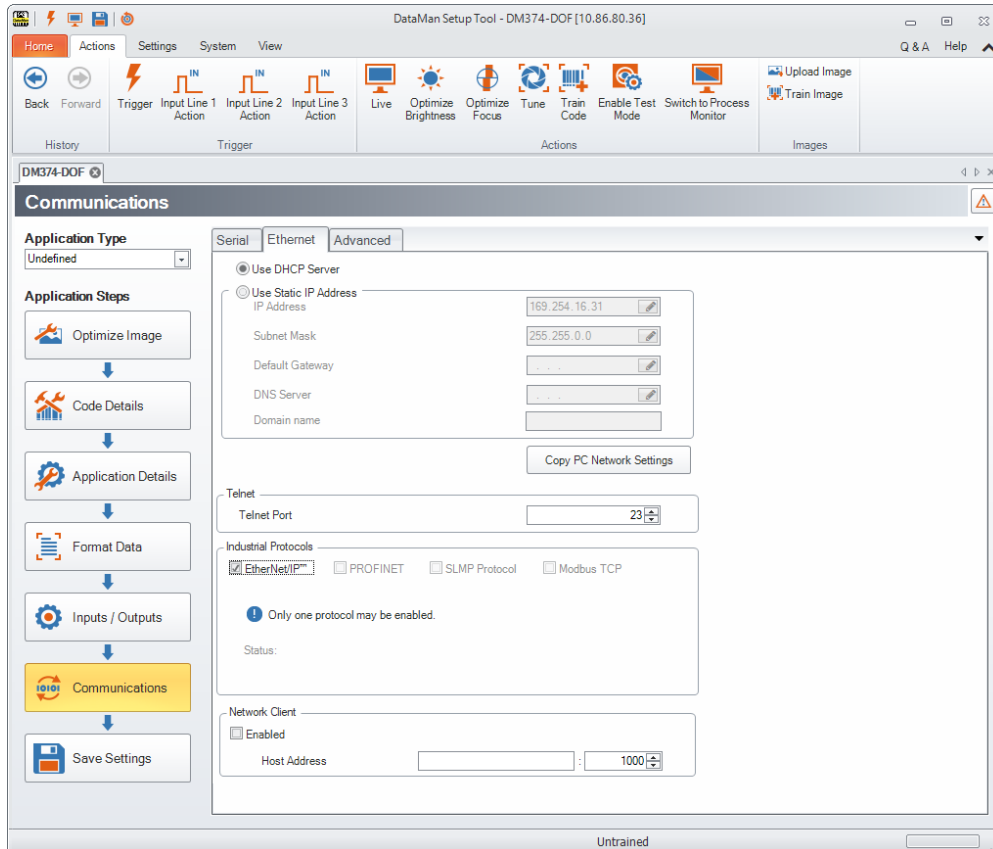 DataMan Setup Tool - DM374-DOF [10.86.80.36]
Home Actions Settings System View Q & A Help
Back Forward Trigger Input Line 1 Action Input Line 2 Action Input Line 3 Action Live Optimize Brightness Optimize Focus Tune Train Code Enable Test Mode Switch to Process Monitor
IN IN IN
Upload Image
Train Image
History Trigger Actions Images
DM374-DOF
Communications
Application Type
Undefined
Application Steps
Optimize Image
Code Details
Application Details
Format Data
Inputs / Outputs
Communications
Save Settings
Serial Ethernet Advanced
Use DHCP Server
Use Static IP Address
IP Address 169.254.16.31
Subnet Mask 255.255.0.0
Default Gateway . . .
DNS Server . . .
Domain name
Copy PC Network Settings
Telnet
Telnet Port 23
Industrial Protocols
EtherNet/IP™ PROFINET SLMP Protocol Modbus TCP
Only one protocol may be enabled.
Status:
Network Client
Enabled
Host Address : 1000
Untrained